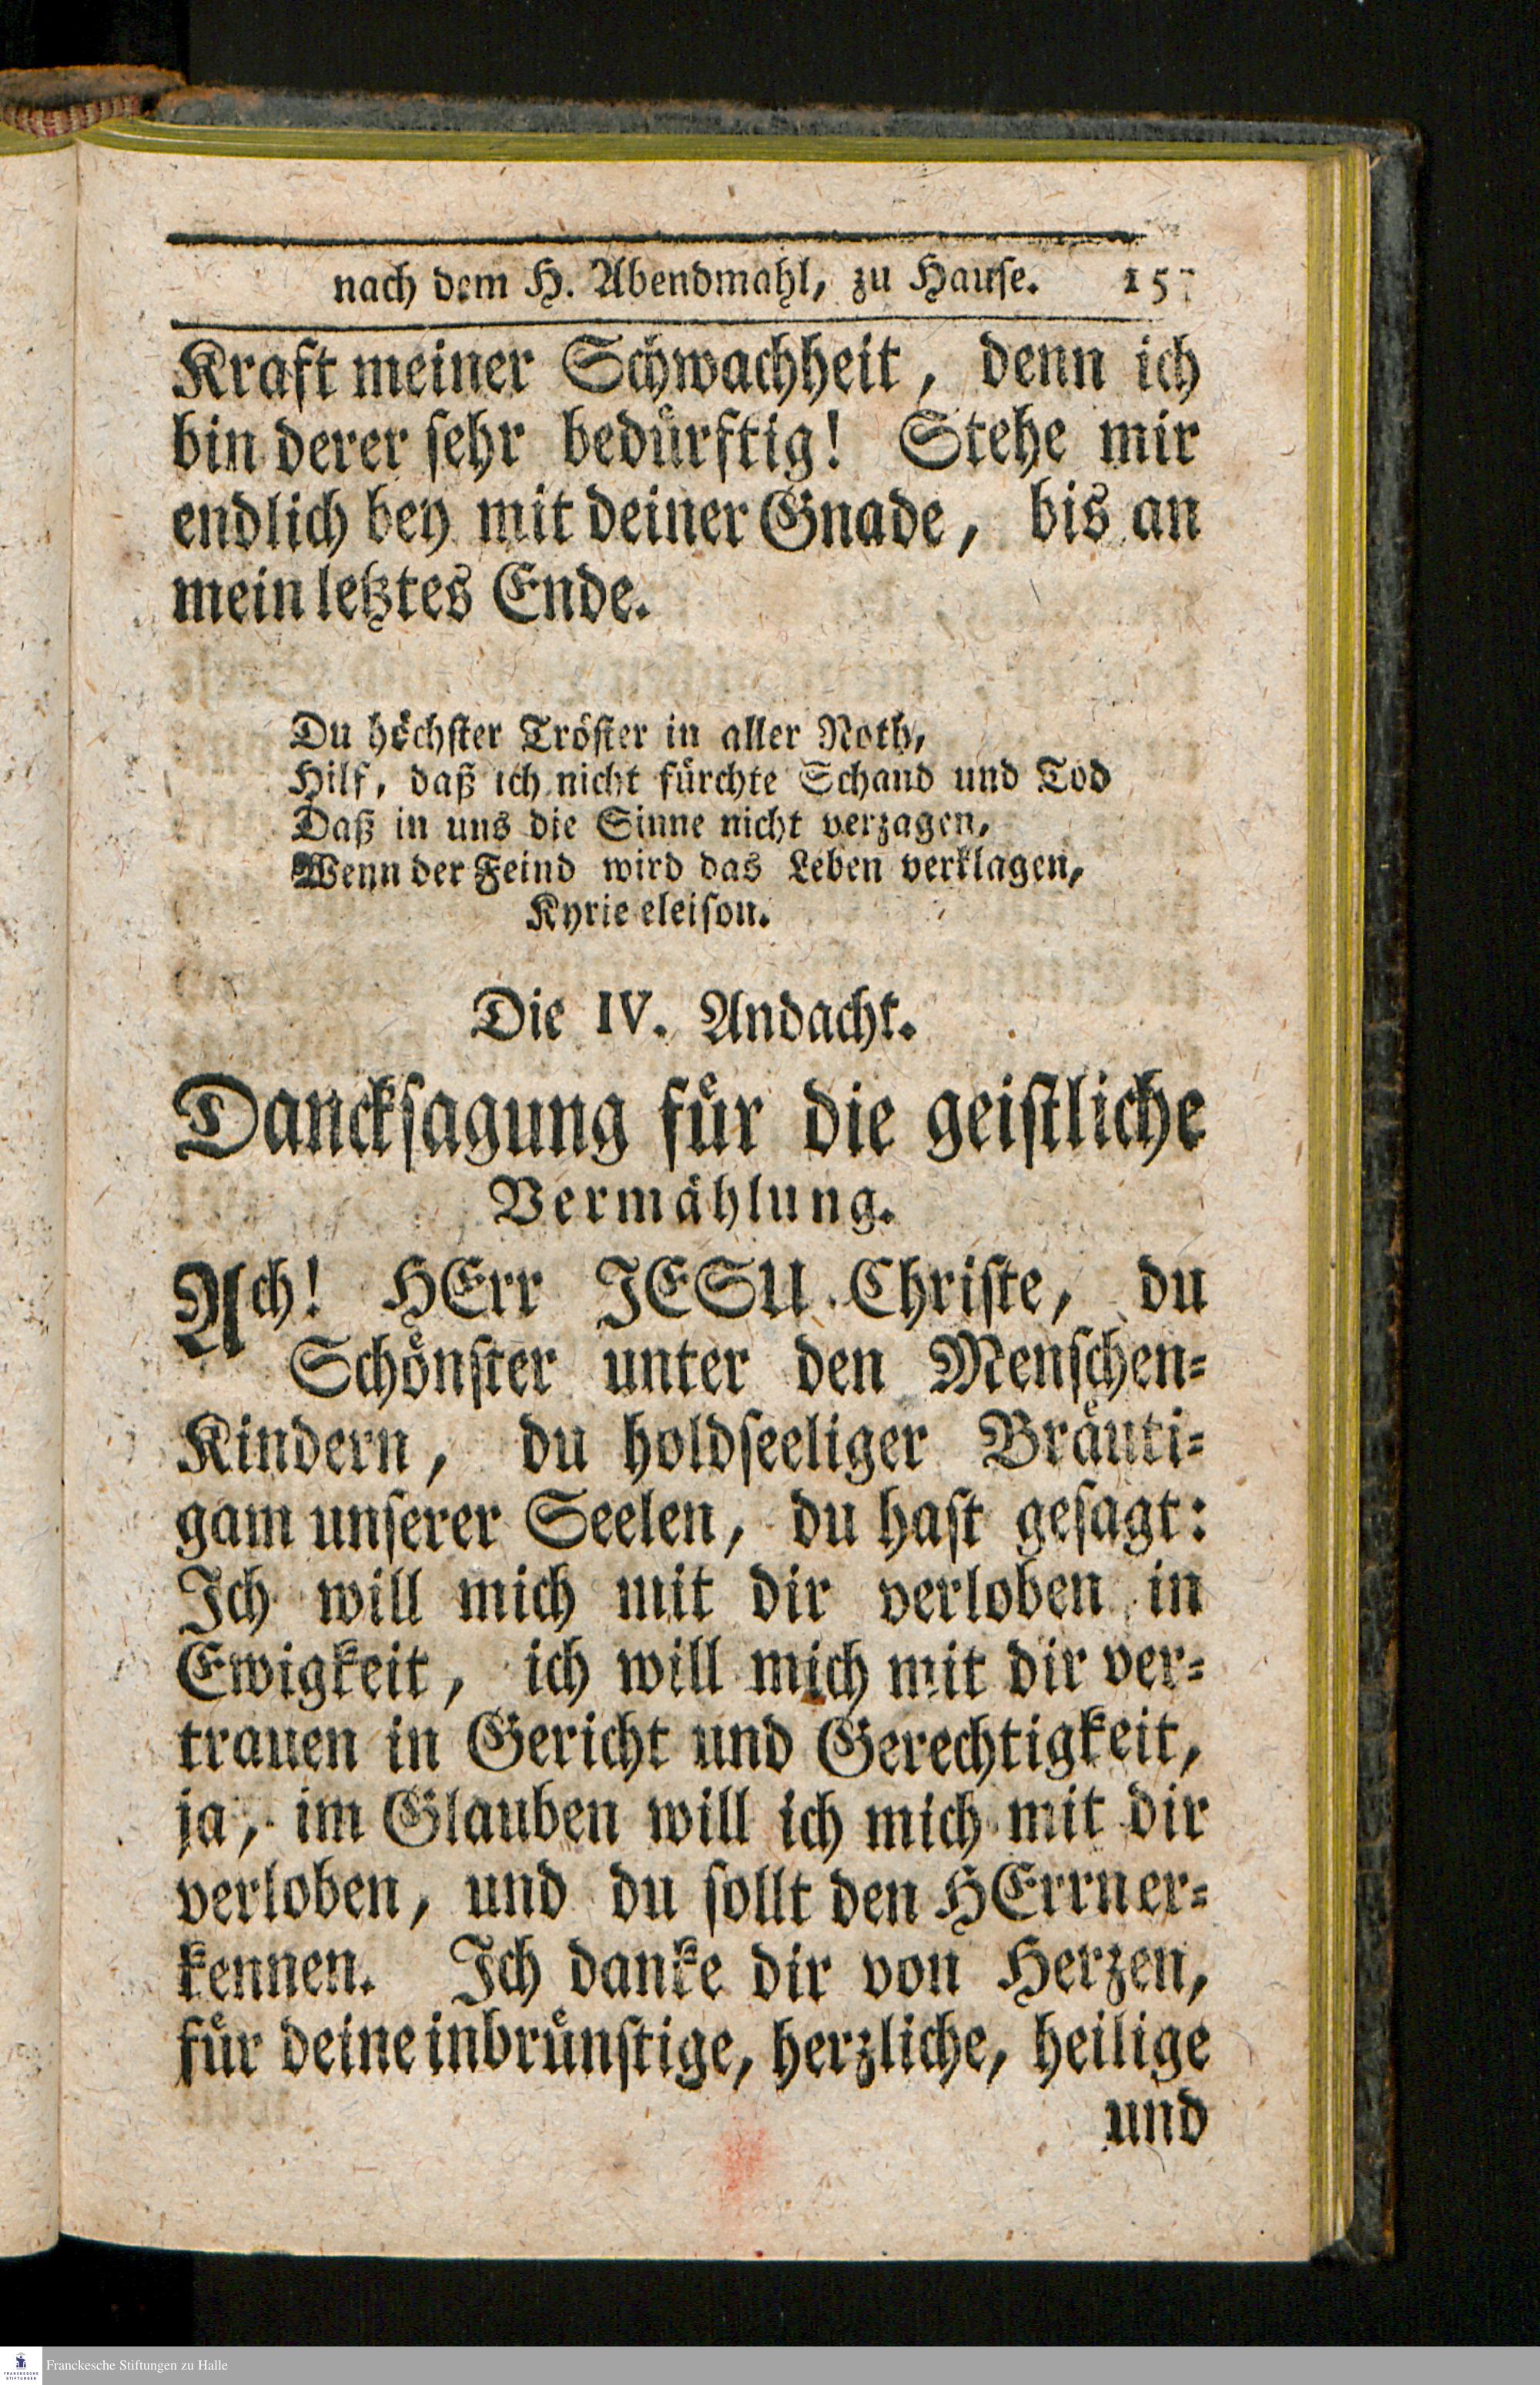 nach dem H. Abendmahl, zu Hause. 157
Kraft meiner Schwachheit, denn ich
bin derer sehr bedürftig! Stehe mir
endlich bey mit deiner Gnade, bis an
mein letztes Ende.
Du höchster Tröster in aller Noth,
Hilf, daß ich nicht fürchte Schand und Tod
Daß in uns die Sinne nicht verzagen,
Wenn der Feind wird das Leben verklagen,
Kyrie eleison.
Die IV. Andacht.
Dancksagung für die geistliche
Vermählung.
Ach! HErr JESU Christe, du
Schönster unter den Menschen-
Kindern, du holdseeliger Bräuti-
gam unserer Seelen, du hast gesagt:
Ich will mich mit dir verloben in
Ewigkeit, ich will mich mit dir ver-
trauen in Gericht und Gerechtigkeit,
ja, im Glauben will ich mich mit dir
verloben, und du sollt den HErrn er-
kennen. Ich danke dir von Herzen,
für deine inbrünstige, herzliche, heilige
und
FRANCKESCHE STIFTUNGEN
Franckesche Stiftungen zu Halle